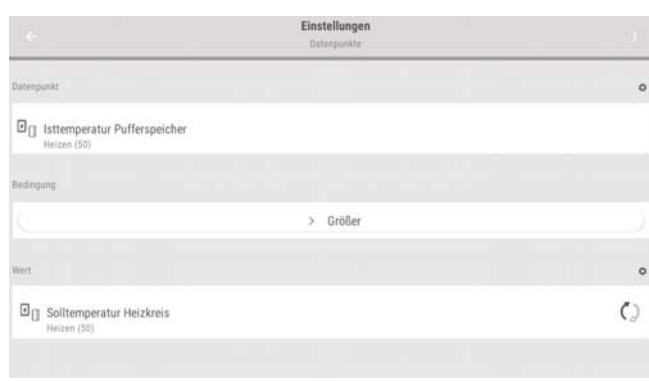 Einstellungen
Datenpunkte
Datenpunkt
Isttemperatur Pufferspeicher
Heizen (50)
Bedingung
> Größer
Wert
Solltemperatur Heizkreis
Heizen (50)